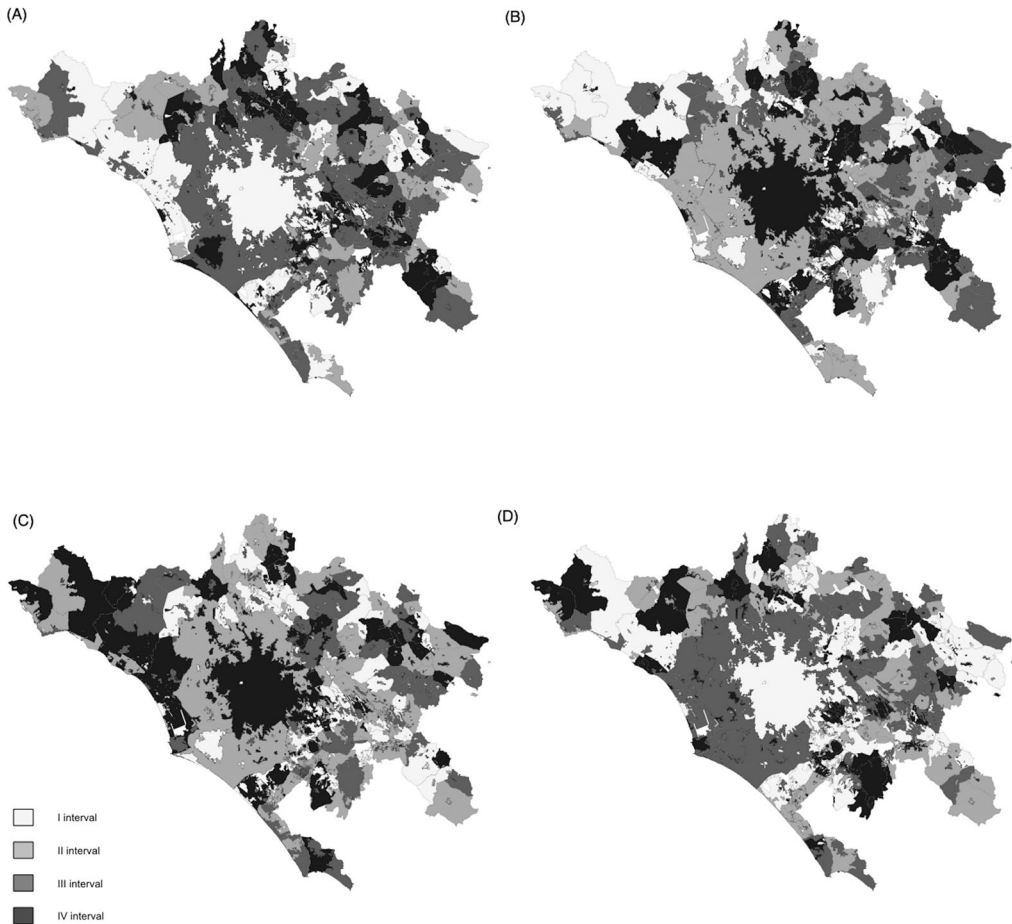 (A)
(B)
(C)
(D)
I interval
II interval
III interval
IV interval